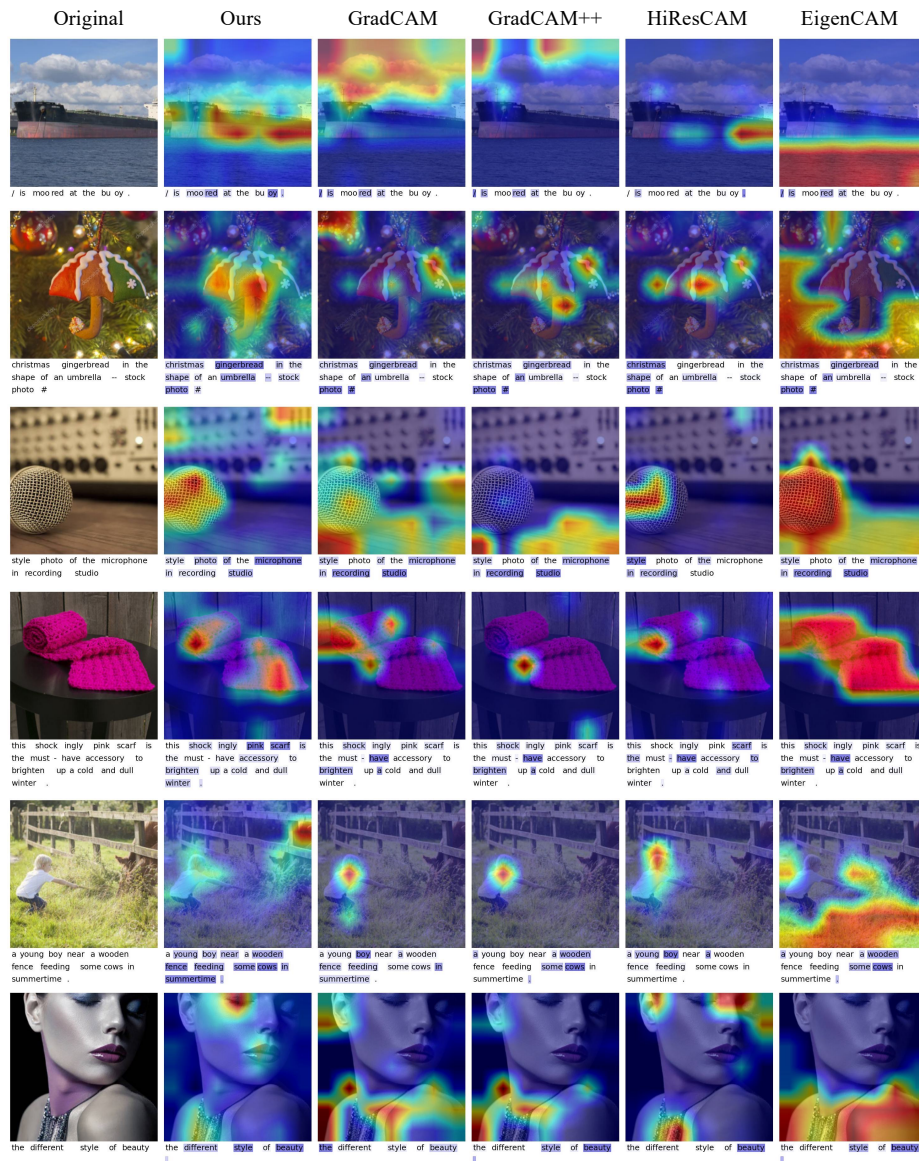 Original Ours GradCAM GradCAM++ HiResCAM EigenCAM
/ is moo red at the bu oy . / is moo red at the bu oy . / is moo red at the bu oy . / is moo red at the bu oy . / is moo red at the bu oy . / is moo red at the bu oy .
christmas gingerbread in the christmas gingerbread in the christmas gingerbread in the christmas gingerbread in the christmas gingerbread in the christmas gingerbread in the
shape of an umbrella -- stock shape of an umbrella -- stock shape of an umbrella -- stock shape of an umbrella -- stock shape of an umbrella -- stock shape of an umbrella -- stock
photo # photo # photo # photo # photo # photo #
style photo of the microphone style photo of the microphone style photo of the microphone style photo of the microphone style photo of the microphone style photo of the microphone
in recording studio in recording studio in recording studio in recording studio in recording studio in recording studio
this shock ingly pink scarf is this shock ingly pink scarf is this shock ingly pink scarf is this shock ingly pink scarf is this shock ingly pink scarf is this shock ingly pink scarf is
the must - have accessory to the must - have accessory to the must - have accessory to the must - have accessory to the must - have accessory to the must - have accessory to
brighten up a cold and dull brighten up a cold and dull brighten up a cold and dull brighten up a cold and dull brighten up a cold and dull brighten up a cold and dull
winter . winter . winter . winter . winter . winter .
a young boy near a wooden a young boy near a wooden a young boy near a wooden a young boy near a wooden a young boy near a wooden a young boy near a wooden
fence feeding some cows in fence feeding some cows in fence feeding some cows in fence feeding some cows in fence feeding some cows in fence feeding some cows in
summertime . summertime . summertime . summertime . summertime . summertime .
the different style of beauty the different style of beauty the different style of beauty the different style of beauty the different style of beauty the different style of beauty